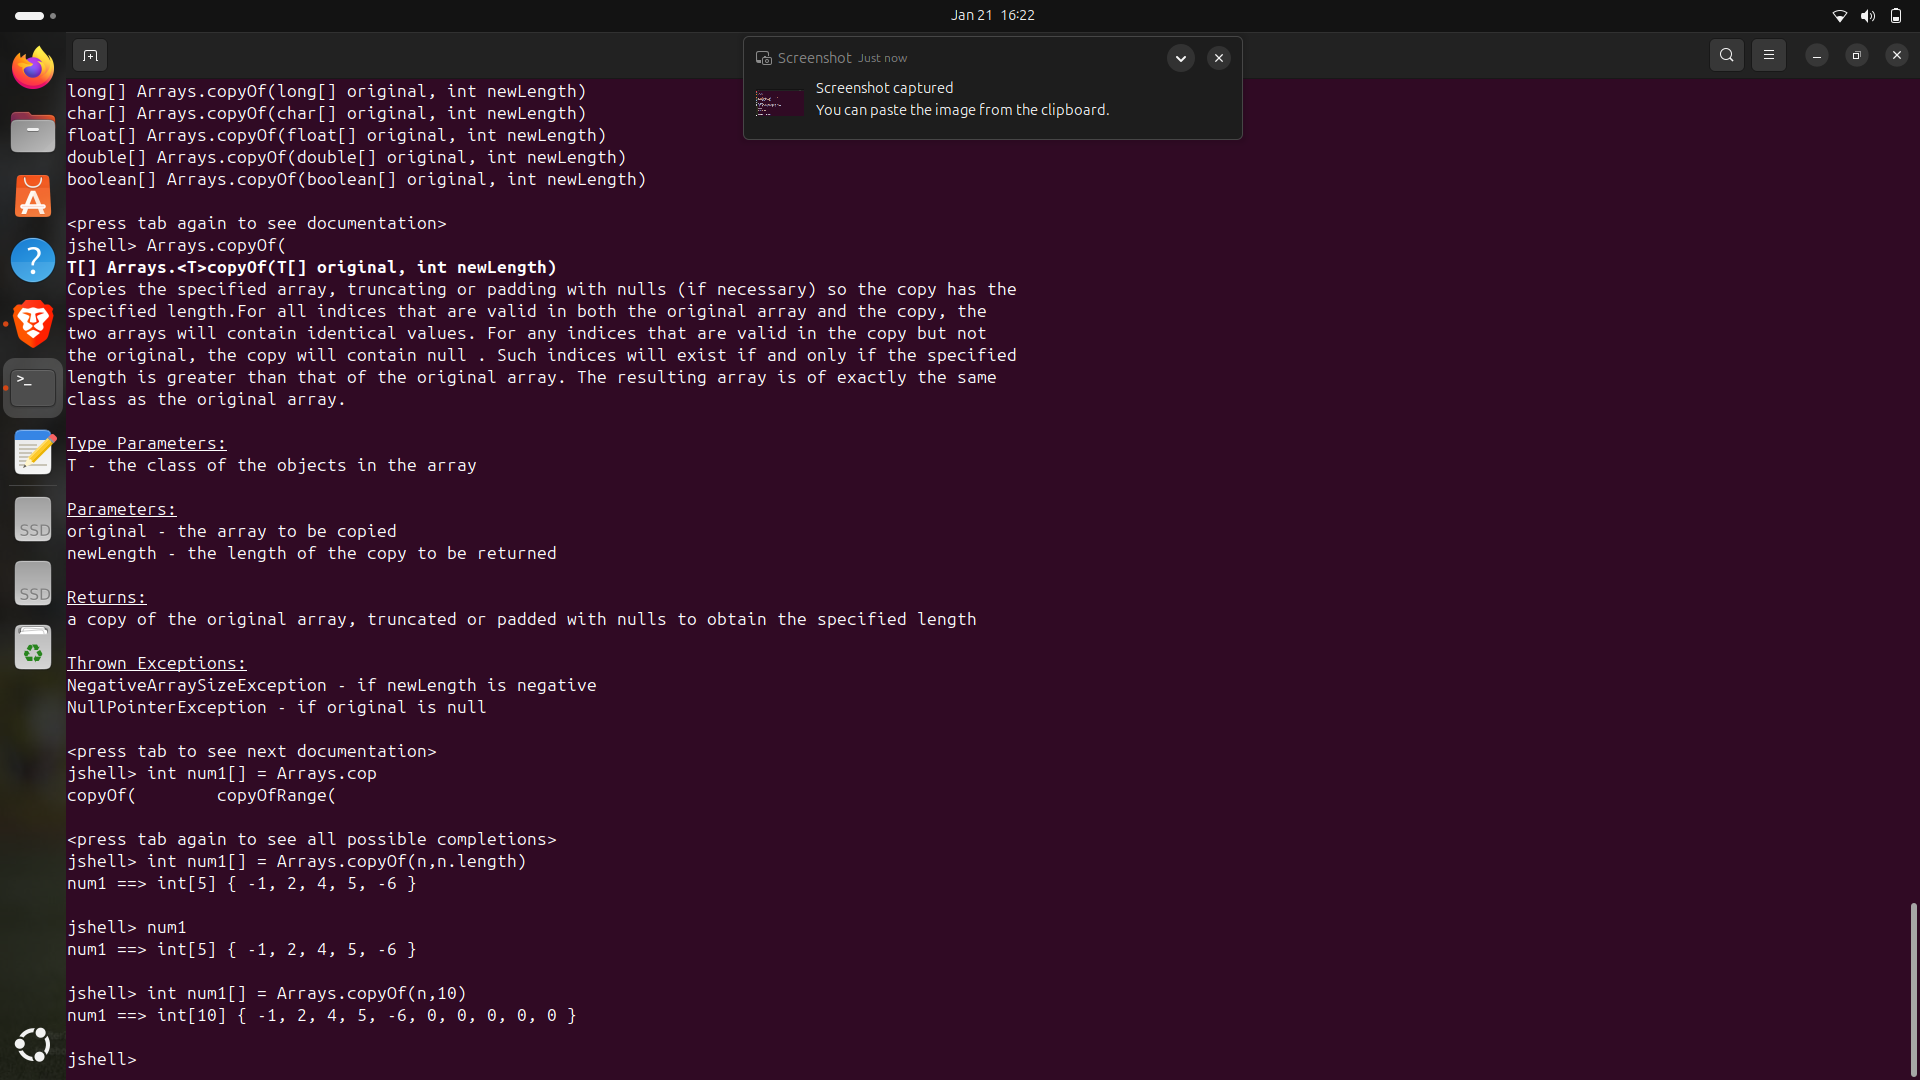 Jan 21 16:22
Screenshot Just now
Screenshot captured
You can paste the image from the clipboard.
long[] Arrays.copyOf(long[] original, int newLength)
char[] Arrays.copyOf(char[] original, int newLength)
float[] Arrays.copyOf(float[] original, int newLength)
double[] Arrays.copyOf(double[] original, int newLength)
boolean[] Arrays.copyOf(boolean[] original, int newLength)
<press tab again to see documentation>
jshell> Arrays.copyOf(
T[] Arrays.<T>copyOf(T[] original, int newLength)
Copies the specified array, truncating or padding with nulls (if necessary) so the copy has the
specified length.For all indices that are valid in both the original array and the copy, the
two arrays will contain identical values. For any indices that are valid in the copy but not
the original, the copy will contain null . Such indices will exist if and only if the specified
length is greater than that of the original array. The resulting array is of exactly the same
class as the original array.
Type Parameters:
T - the class of the objects in the array
Parameters:
original - the array to be copied
newLength - the length of the copy to be returned
Returns:
a copy of the original array, truncated or padded with nulls to obtain the specified length
Thrown Exceptions:
NegativeArraySizeException - if newLength is negative
NullPointerException - if original is null
<press tab to see next documentation>
jshell> int num1[] = Arrays.cop
copyOf( copyOfRange(
<press tab again to see all possible completions>
jshell> int num1[] = Arrays.copyOf(n,n.length)
num1 ==> int[5] { -1, 2, 4, 5, -6 }
jshell> num1
num1 ==> int[5] { -1, 2, 4, 5, -6 }
jshell> int num1[] = Arrays.copyOf(n,10)
num1 ==> int[10] { -1, 2, 4, 5, -6, 0, 0, 0, 0, 0 }
jshell>
SSD
SSD